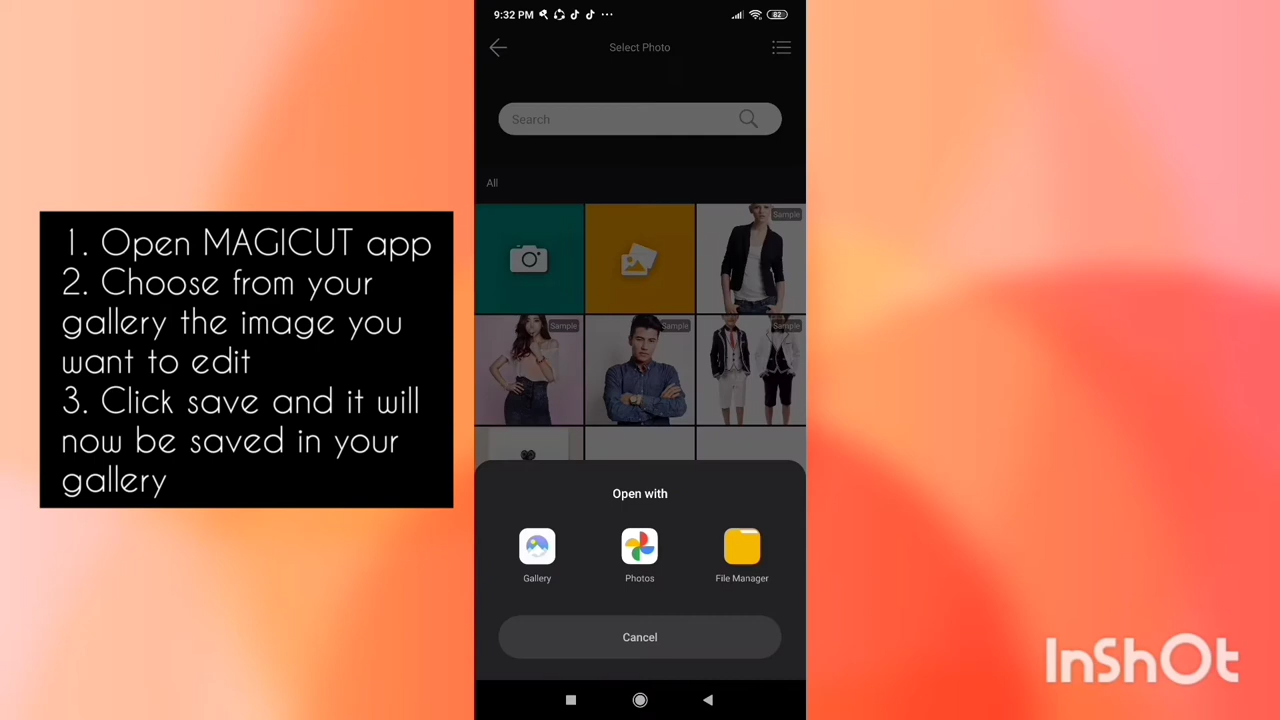 9:32 PM
82
Select Photo
Search
All
Sample
Sample
Sample
Sample
Open with
Gallery
Photos
File Manager
Cancel
1. Open MAGICUT app
2. Choose from your
gallery the image you
want to edit
3. Click save and it will
now be saved in your
gallery
InShOt